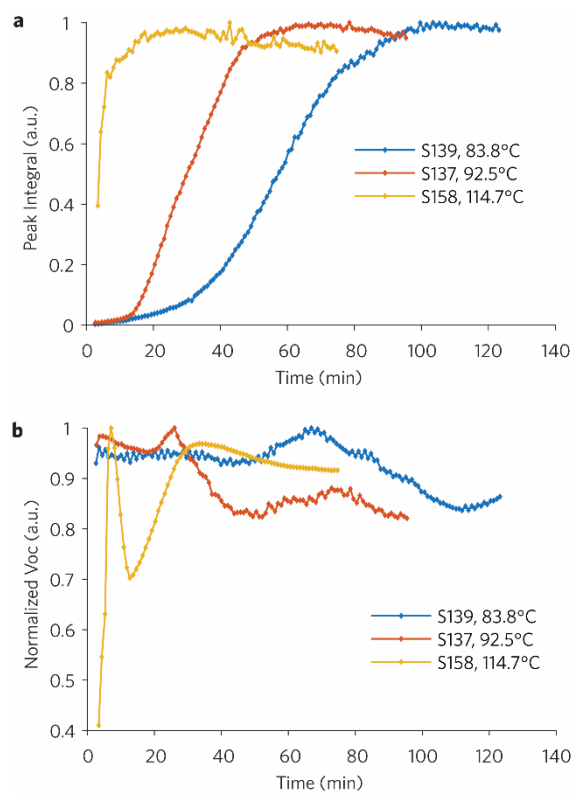 a
1
0.8
0.6
0.4
0.2
0
Peak Integral (a.u.)
S139, 83.8°C
S137, 92.5°C
S158, 114.7°C
0 20 40 60 80 100 120 140
Time (min)
b
1
0.9
0.8
0.7
0.6
0.5
0.4
Normalized Voc (a.u.)
S139, 83.8°C
S137, 92.5°C
S158, 114.7°C
0 20 40 60 80 100 120 140
Time (min)